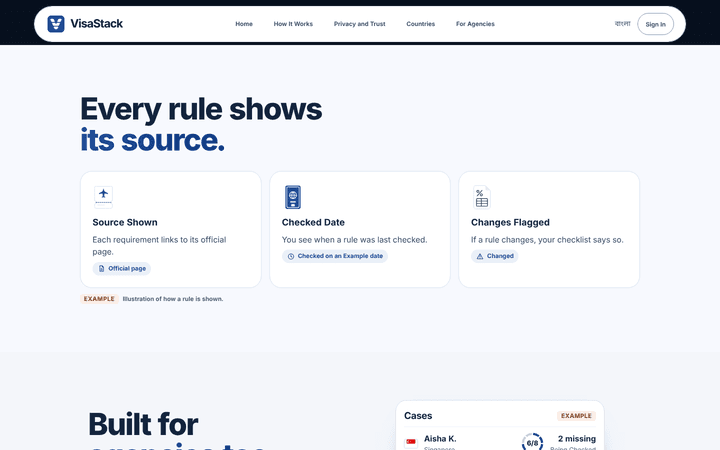 VisaStack
Home
How It Works
Privacy and Trust
Countries
For Agencies
বাংলা
Sign in
Every rule shows
its source.
Source Shown
Each requirement links to its official
page.
Official page
Checked Date
You see when a rule was last checked.
Checked on an Example date
Changes Flagged
If a rule changes, your checklist says so.
Changed
EXAMPLE
Illustration of how a rule is shown.
Built for
Cases
EXAMPLE
Aisha K.
6/8
2 missing